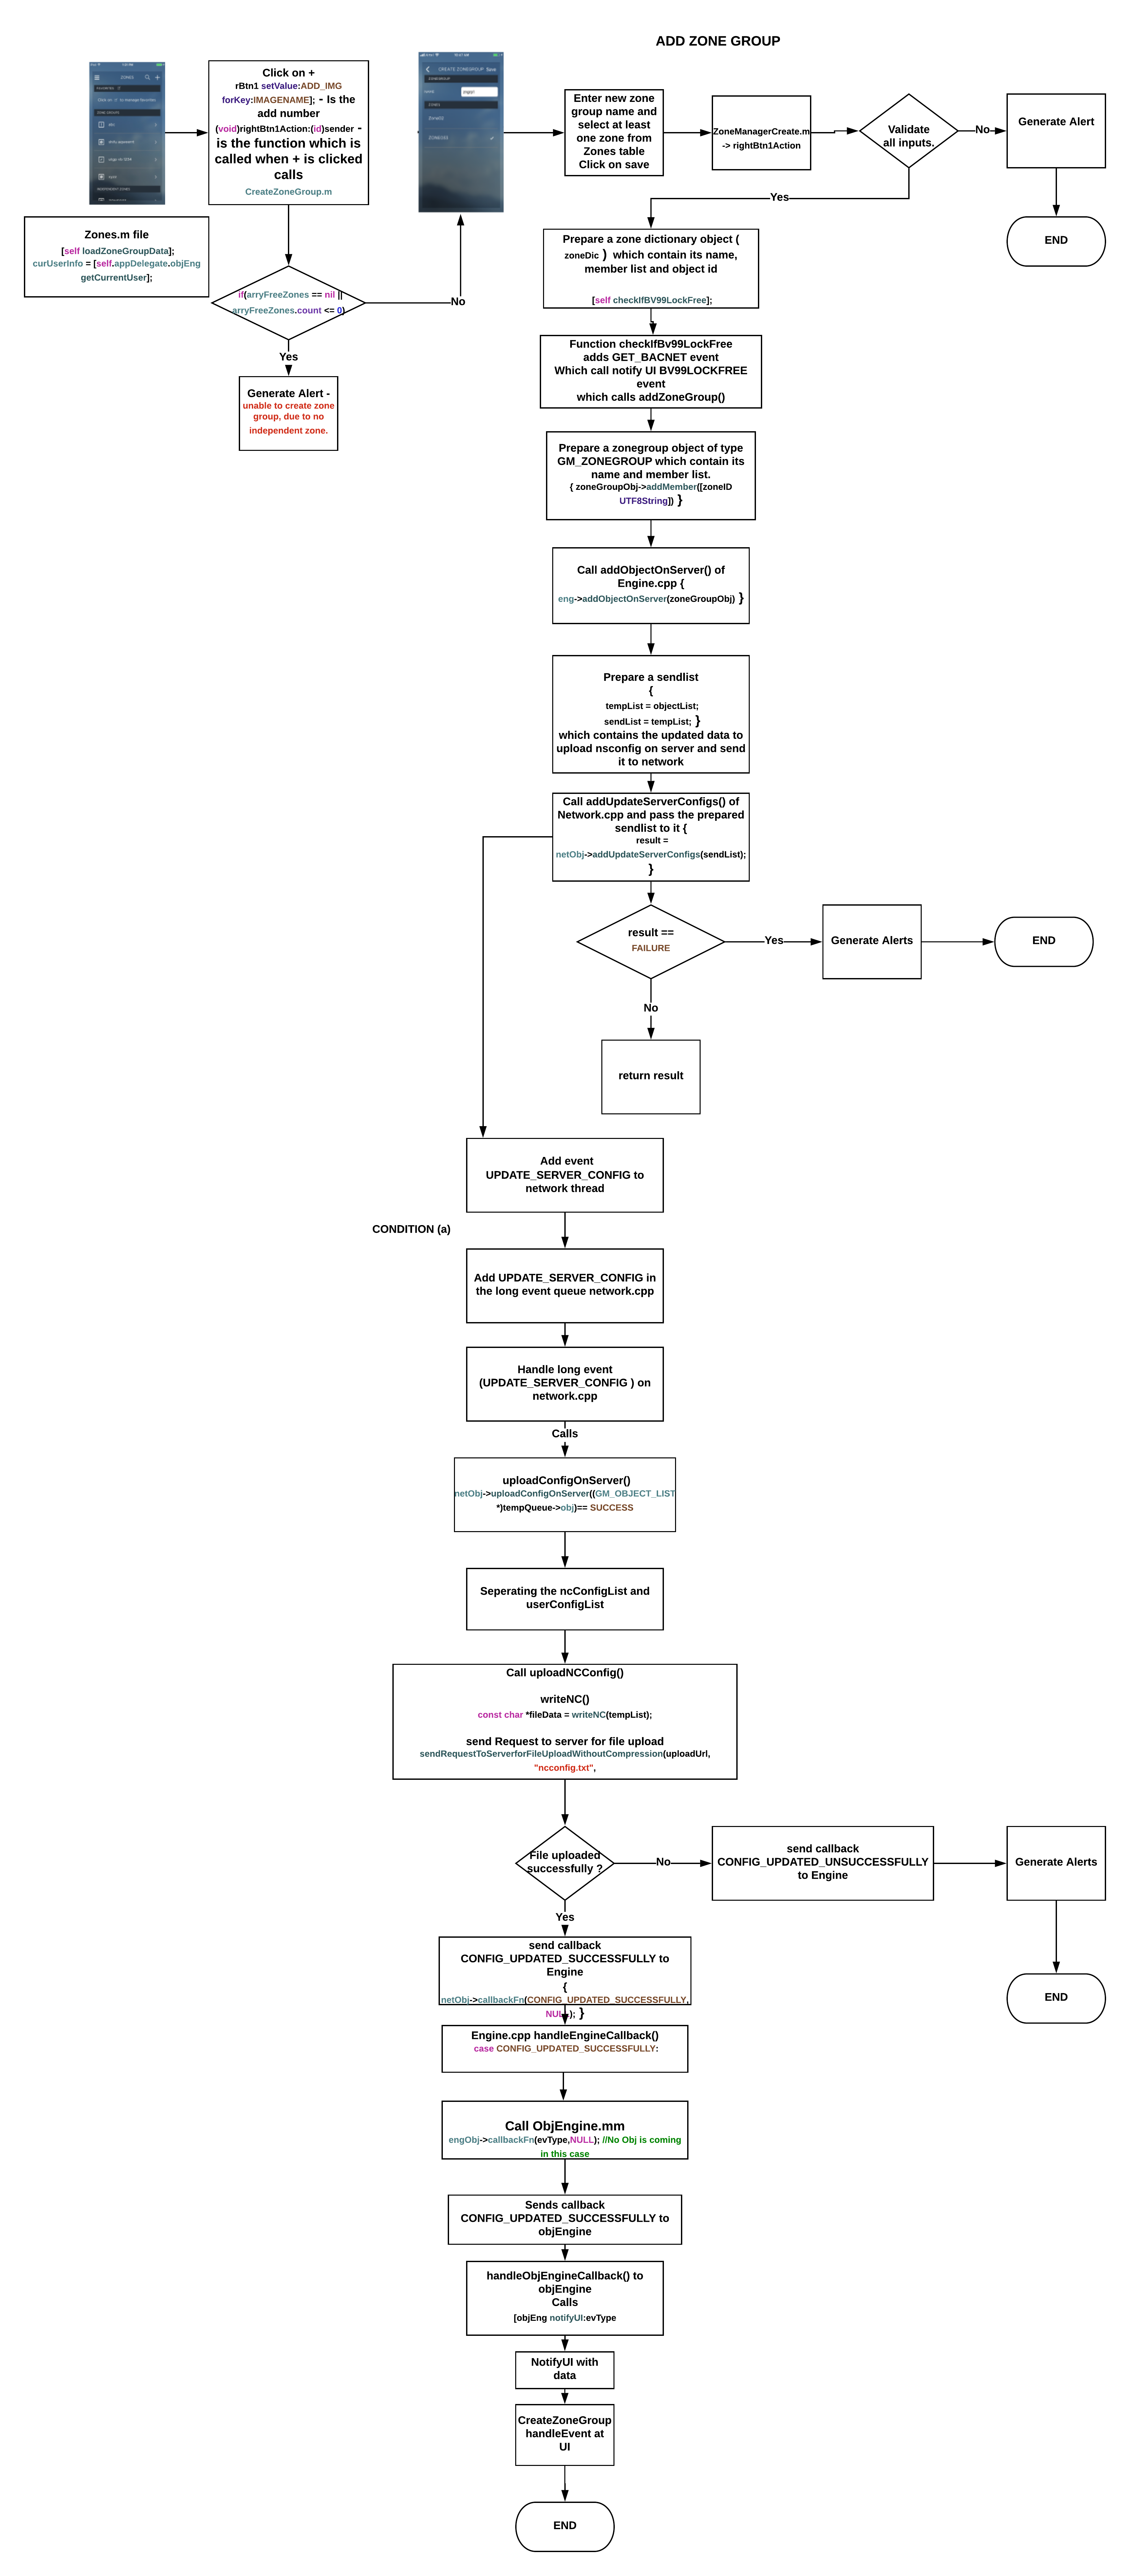 ADD ZONE GROUP
ZONES
Click on
to manage favorites
ZONE GROUPS
INDEPENDENT ZONES
Click on +
rBtn1 setValue:ADD_IMG
forKey:IMAGENAME]; - Is the
add number
(void)rightBtn1Action:(id)sender -
is the function which is
called when + is clicked
calls
CreateZoneGroup.m
CREATE ZONEGROUP Save
ZONEGROUP
ZONES
Enter new zone
group name and
select at least
one zone from
Zones table
Click on save
ZoneManagerCreate.m
-> rightBtn1Action
Validate
all inputs.
No
Generate Alert
END
Yes
Zones.m file
[self loadZoneGroupData];
curUserInfo = [self.appDelegate.objEng
getCurrentUser];
if(arryFreeZones == nil ||
arryFreeZones.count <= 0)
No
Yes
Generate Alert -
unable to create zone
group, due to no
independent zone.
Prepare a zone dictionary object (
zoneDic ) which contain its name,
member list and object id
[self checkIfBV99LockFree];
Function checkIfBv99LockFree
adds GET_BACNET event
Which call notify UI BV99LOCKFREE
event
which calls addZoneGroup()
Prepare a zonegroup object of type
GM_ZONEGROUP which contain its
name and member list.
{ zoneGroupObj->addMember([zoneID
UTF8String]) }
Call addObjectOnServer() of
Engine.cpp {
eng->addObjectOnServer(zoneGroupObj) }
Prepare a sendlist
{
tempList = objectList;
sendList = tempList; }
which contains the updated data to
upload nsconfig on server and send
it to network
Call addUpdateServerConfigs() of
Network.cpp and pass the prepared
sendlist to it {
result =
netObj->addUpdateServerConfigs(sendList);
}
result ==
FAILURE
Yes
Generate Alerts
END
No
return result
Add event
UPDATE_SERVER_CONFIG to
network thread
CONDITION (a)
Add UPDATE_SERVER_CONFIG in
the long event queue network.cpp
Handle long event
(UPDATE_SERVER_CONFIG ) on
network.cpp
Calls
uploadConfigOnServer()
netObj->uploadConfigOnServer((GM_OBJECT_LIST
*)tempQueue->obj)== SUCCESS
Seperating the ncConfigList and
userConfigList
Call uploadNCConfig()
writeNC()
const char *fileData = writeNC(tempList);
send Request to server for file upload
sendRequestToServerforFileUploadWithoutCompression(uploadUrl,
"ncconfig.txt",
File uploaded
successfully ?
No
send callback
CONFIG_UPDATED_UNSUCCESSFULLY
to Engine
Generate Alerts
END
Yes
send callback
CONFIG_UPDATED_SUCCESSFULLY to
Engine
{
netObj->callbackFn(CONFIG_UPDATED_SUCCESSFULLY,
NULL); }
Engine.cpp handleEngineCallback()
case CONFIG_UPDATED_SUCCESSFULLY:
Call ObjEngine.mm
engObj->callbackFn(evType,NULL); //No Obj is coming
in this case
Sends callback
CONFIG_UPDATED_SUCCESSFULLY to
objEngine
handleObjEngineCallback() to
objEngine
Calls
[objEng notifyUI:evType
NotifyUI with
data
CreateZoneGroup
handleEvent at
UI
END